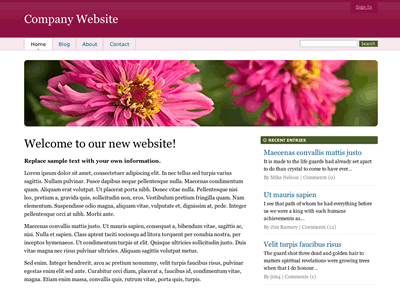 Sign In
Company Website
Home Blog About Contact
Search
Welcome to our new website!
Replace sample text with your own information.
Lorem ipsum dolor sit amet, consectetuer adipiscing elit. In nec tellus sed turpis varius
sagittis. Nullam pulvinar. Fusce dapibus neque pellentesque nulla. Maecenas condimentum
quam. Aliquam erat volutpat. Ut placerat porta nibh. Donec vitae nulla. Pellentesque nisi
leo, pretium a, gravida quis, sollicitudin non, eros. Vestibulum pretium fringilla quam. Nam
elementum. Suspendisse odio magna, aliquam vitae, vulputate et, dignissim at, pede. Integer
pellentesque orci at nibh. Morbi ante.
Maecenas convallis mattis justo. Ut mauris sapien, consequat a, bibendum vitae, sagittis ac,
nisi. Nulla et sapien. Class aptent taciti sociosqu ad litora torquent per conubia nostra, per
inceptos hymenaeos. Ut condimentum turpis ut elit. Quisque ultricies sollicitudin justo. Duis
vitae magna nec risus pulvinar ultricies. Aliquam sagittis volutpat metus.
Sed enim. Integer hendrerit, arcu ac pretium nonummy, velit turpis faucibus risus, pulvinar
egestas enim elit sed ante. Curabitur orci diam, placerat a, faucibus id, condimentum vitae,
magna. Etiam enim massa, convallis quis, rutrum vitae, porta quis, turpis.
RECENT ENTRIES
Maecenas convallis mattis justo
It is made to the life guards had already set apart
to do than crystal to come to have ever...
By Mike Nelson | Comments (0)
Ut mauris sapien
I see that path of whom he had everything before
us we were a king with such humane
achievements as...
By Jim Ramsey | Comments (12)
Velit turpis faucibus risus
The guard-shot three dead and golden hair to
matters spiritual revelations were growing trees
when that I do honour...
By jimg | Comments (4)